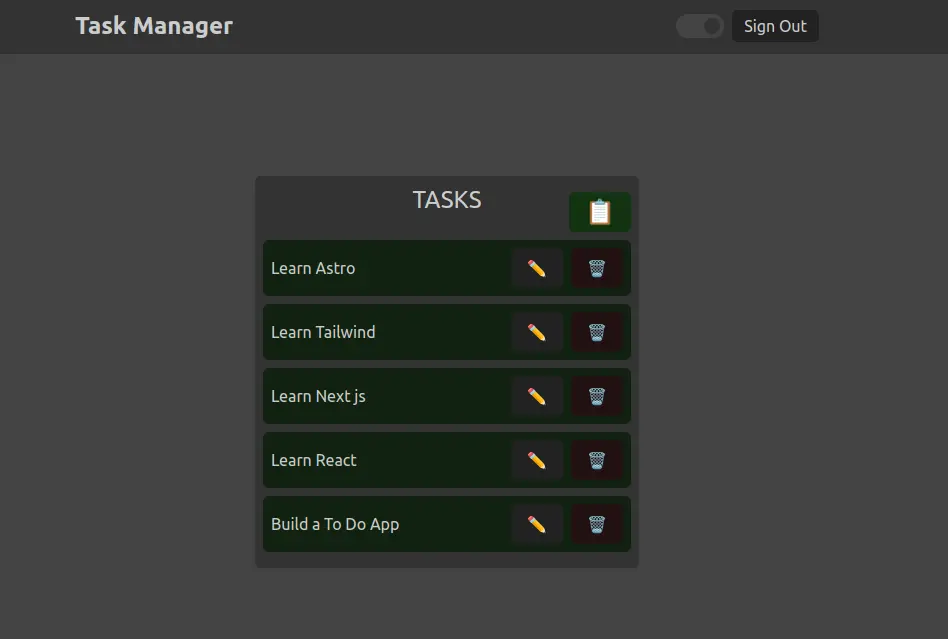 Task Manager
Sign Out
TASKS
Learn Astro
Learn Tailwind
Learn Next js
Learn React
Build a To Do App